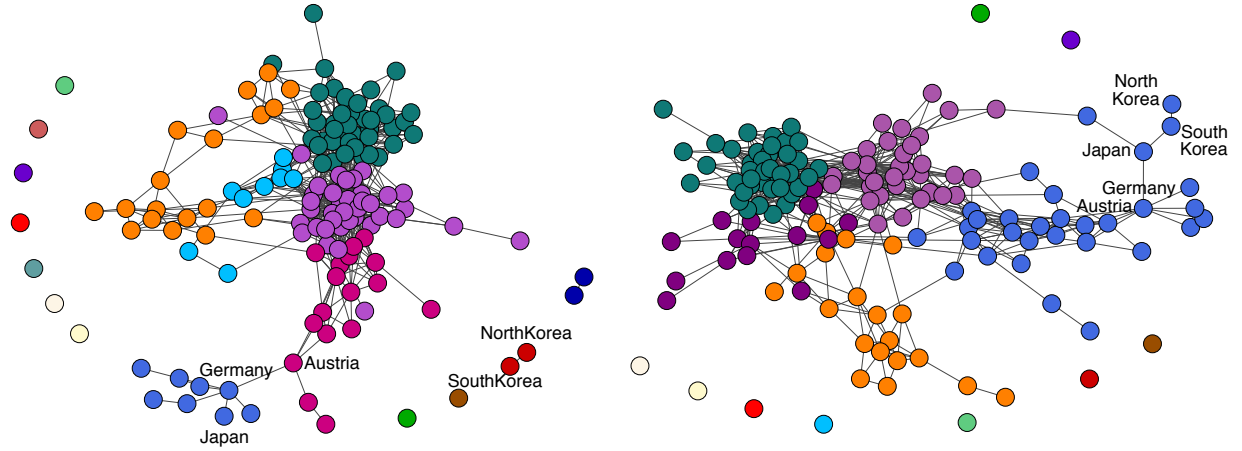 NorthKorea
Germany
Austria
SouthKorea
Japan
North
Korea
South
Korea
Japan
Germany
Austria